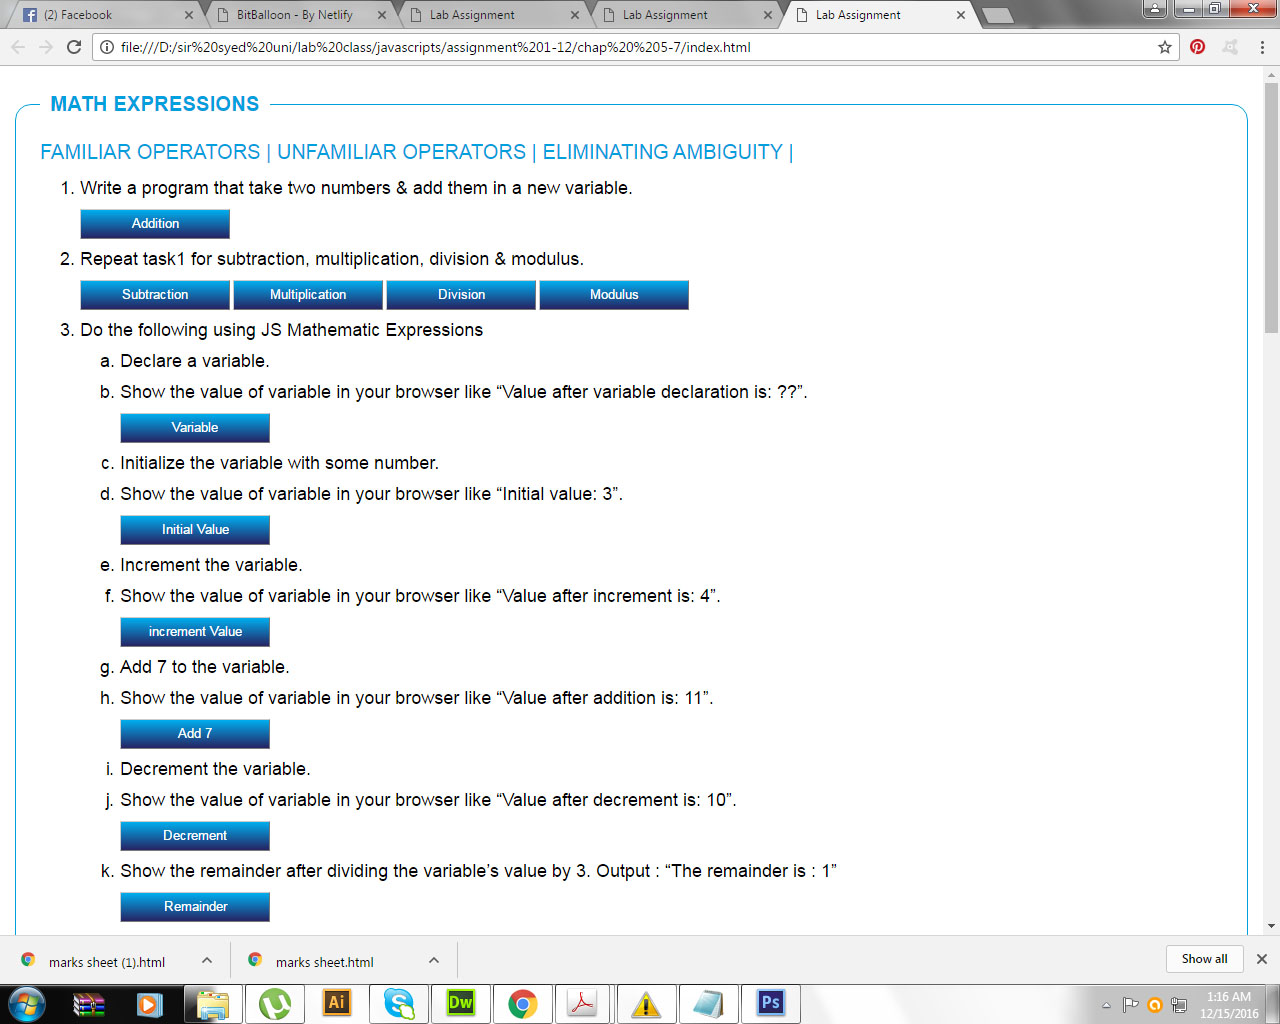 (2) Facebook
BitBalloon - By Netlify
Lab Assignment
Lab Assignment
Lab Assignment
file:///D:/sir%20syed%20uni/lab%20class/javascripts/assignment%201-12/chap%20%205-7/index.html
MATH EXPRESSIONS
FAMILIAR OPERATORS | UNFAMILIAR OPERATORS | ELIMINATING AMBIGUITY |
1. Write a program that take two numbers & add them in a new variable.
Addition
2. Repeat task1 for subtraction, multiplication, division & modulus.
Subtraction Multiplication Division Modulus
3. Do the following using JS Mathematic Expressions
a. Declare a variable.
b. Show the value of variable in your browser like “Value after variable declaration is: ??”.
Variable
c. Initialize the variable with some number.
d. Show the value of variable in your browser like “Initial value: 3”.
Initial Value
e. Increment the variable.
f. Show the value of variable in your browser like “Value after increment is: 4”.
increment Value
g. Add 7 to the variable.
h. Show the value of variable in your browser like “Value after addition is: 11”.
Add 7
i. Decrement the variable.
j. Show the value of variable in your browser like “Value after decrement is: 10”.
Decrement
k. Show the remainder after dividing the variable’s value by 3. Output : “The remainder is : 1”
Remainder
marks sheet (1).html
marks sheet.html
Show all
Ai
Dw
Ps
1:16 AM
12/15/2016